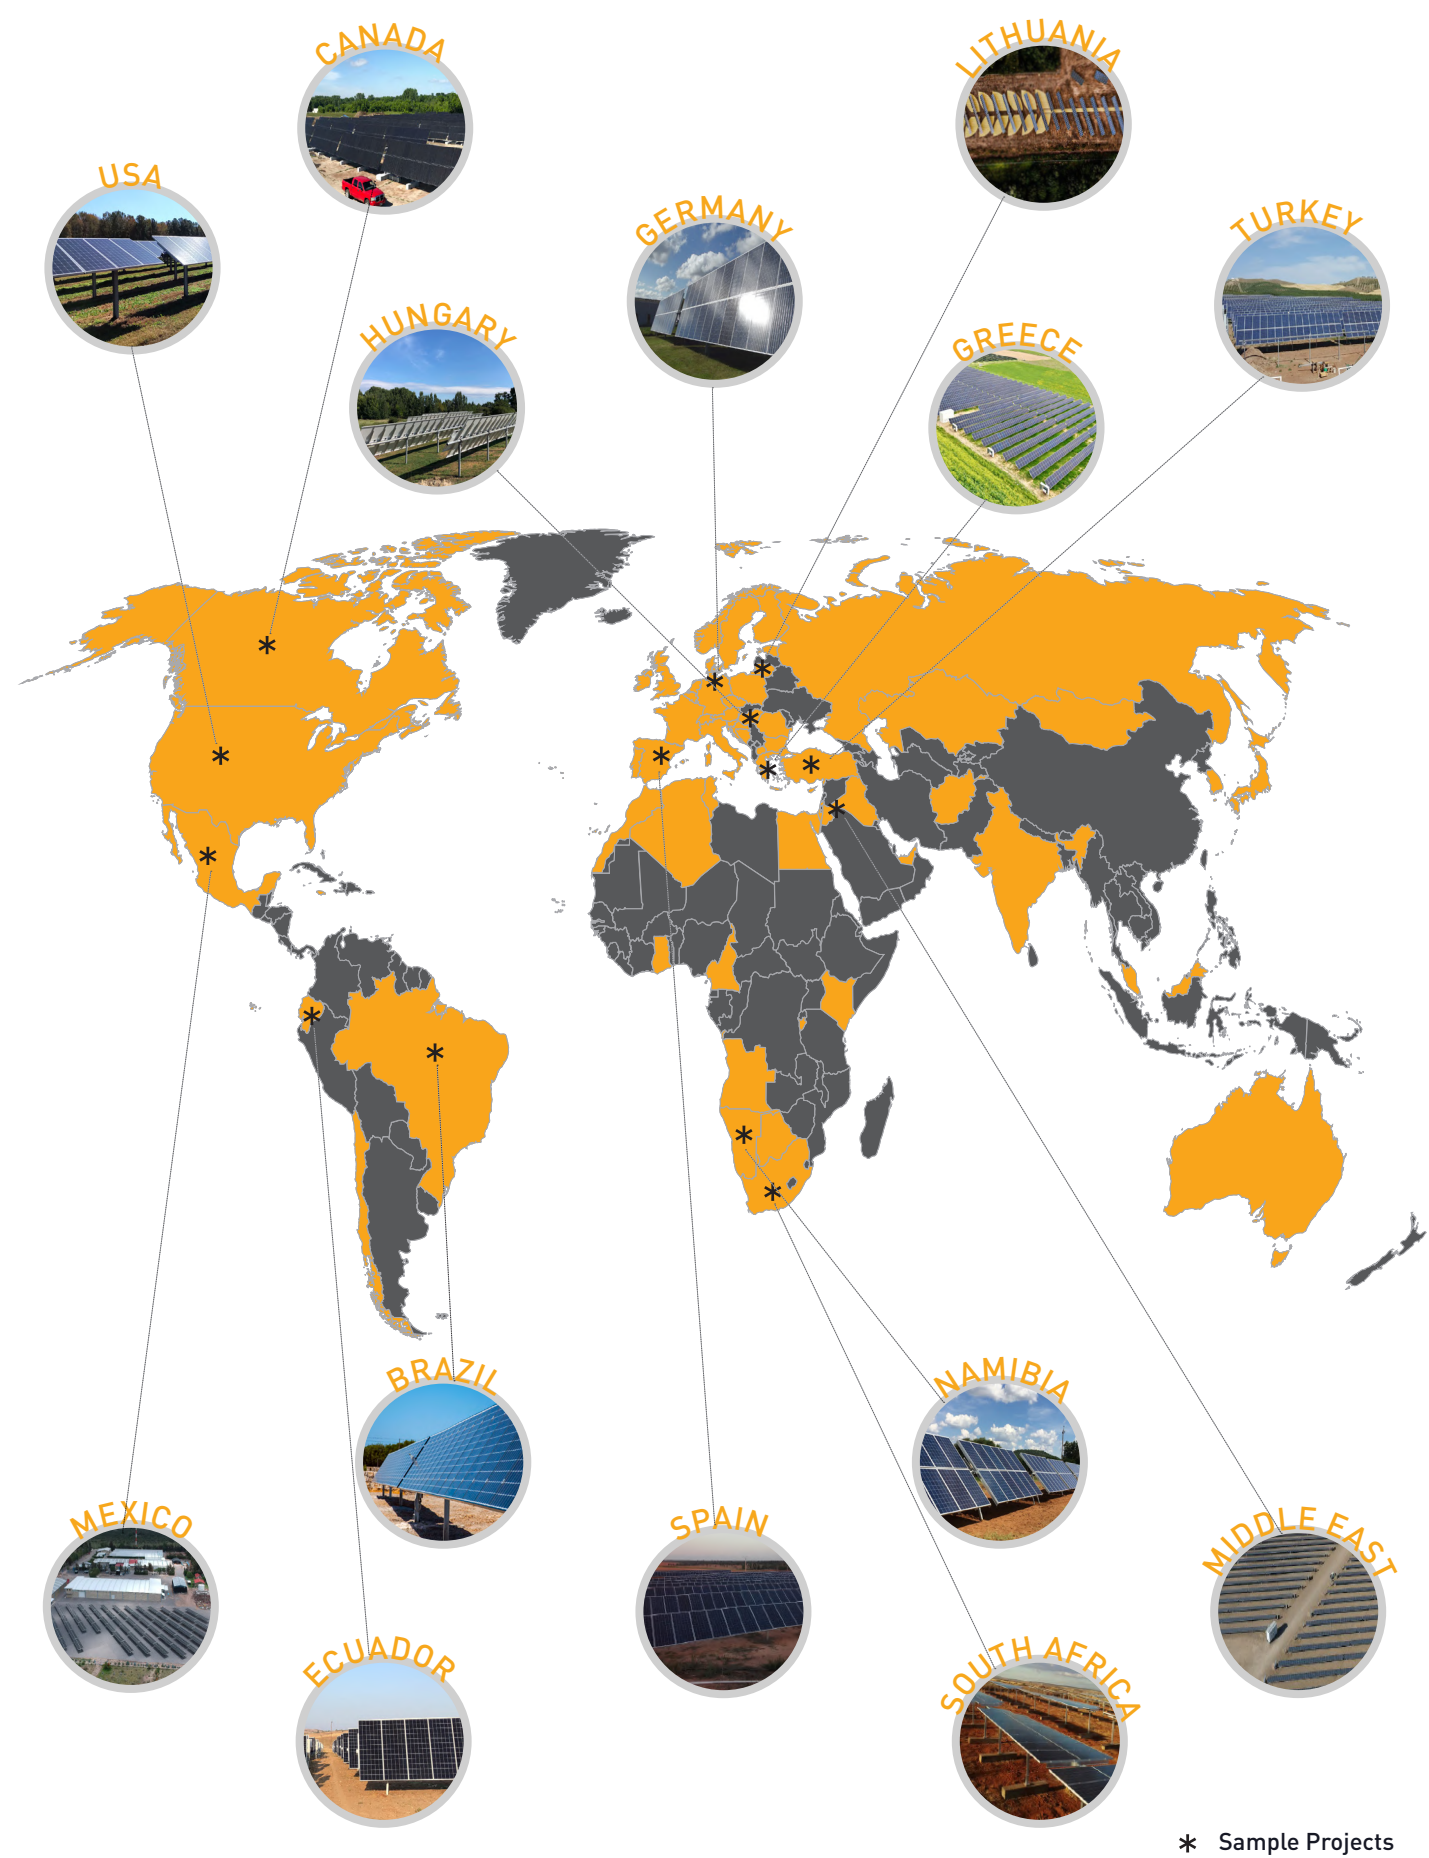 CANADA
LITHUANIA
USA
GERMANY
TURKEY
HUNGARY
GREECE
BRAZIL
NAMIBIA
MEXICO
SPAIN
MIDDLE EAST
ECUADOR
SOUTH AFRICA
* Sample Projects